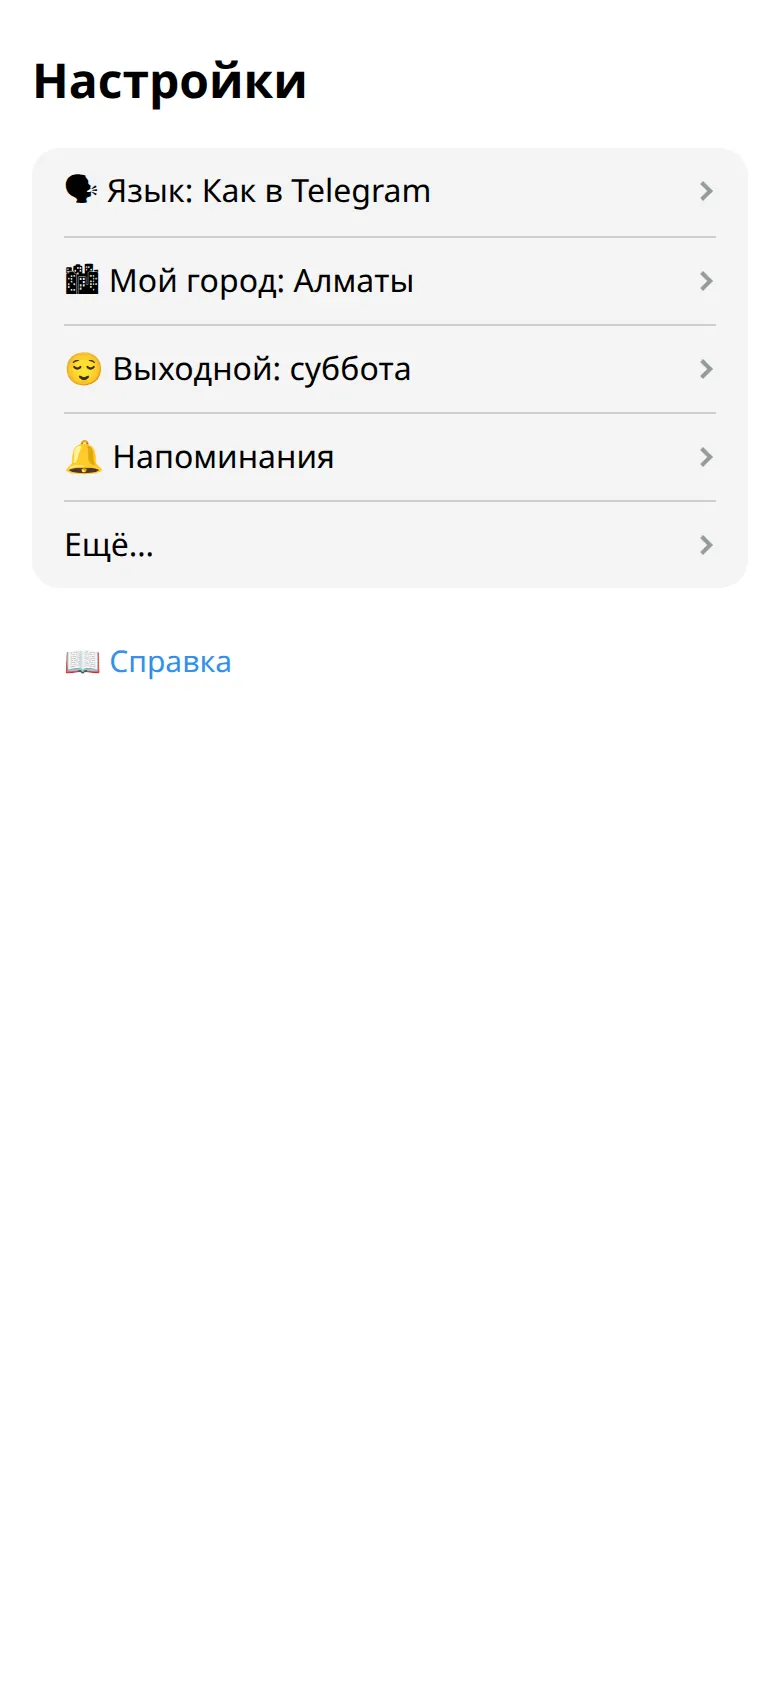 Настройки
🗣 Язык: Как в Telegram
🏙 Мой город: Алматы
😌 Выходной: суббота
🔔 Напоминания
Ещё...
📖 Справка